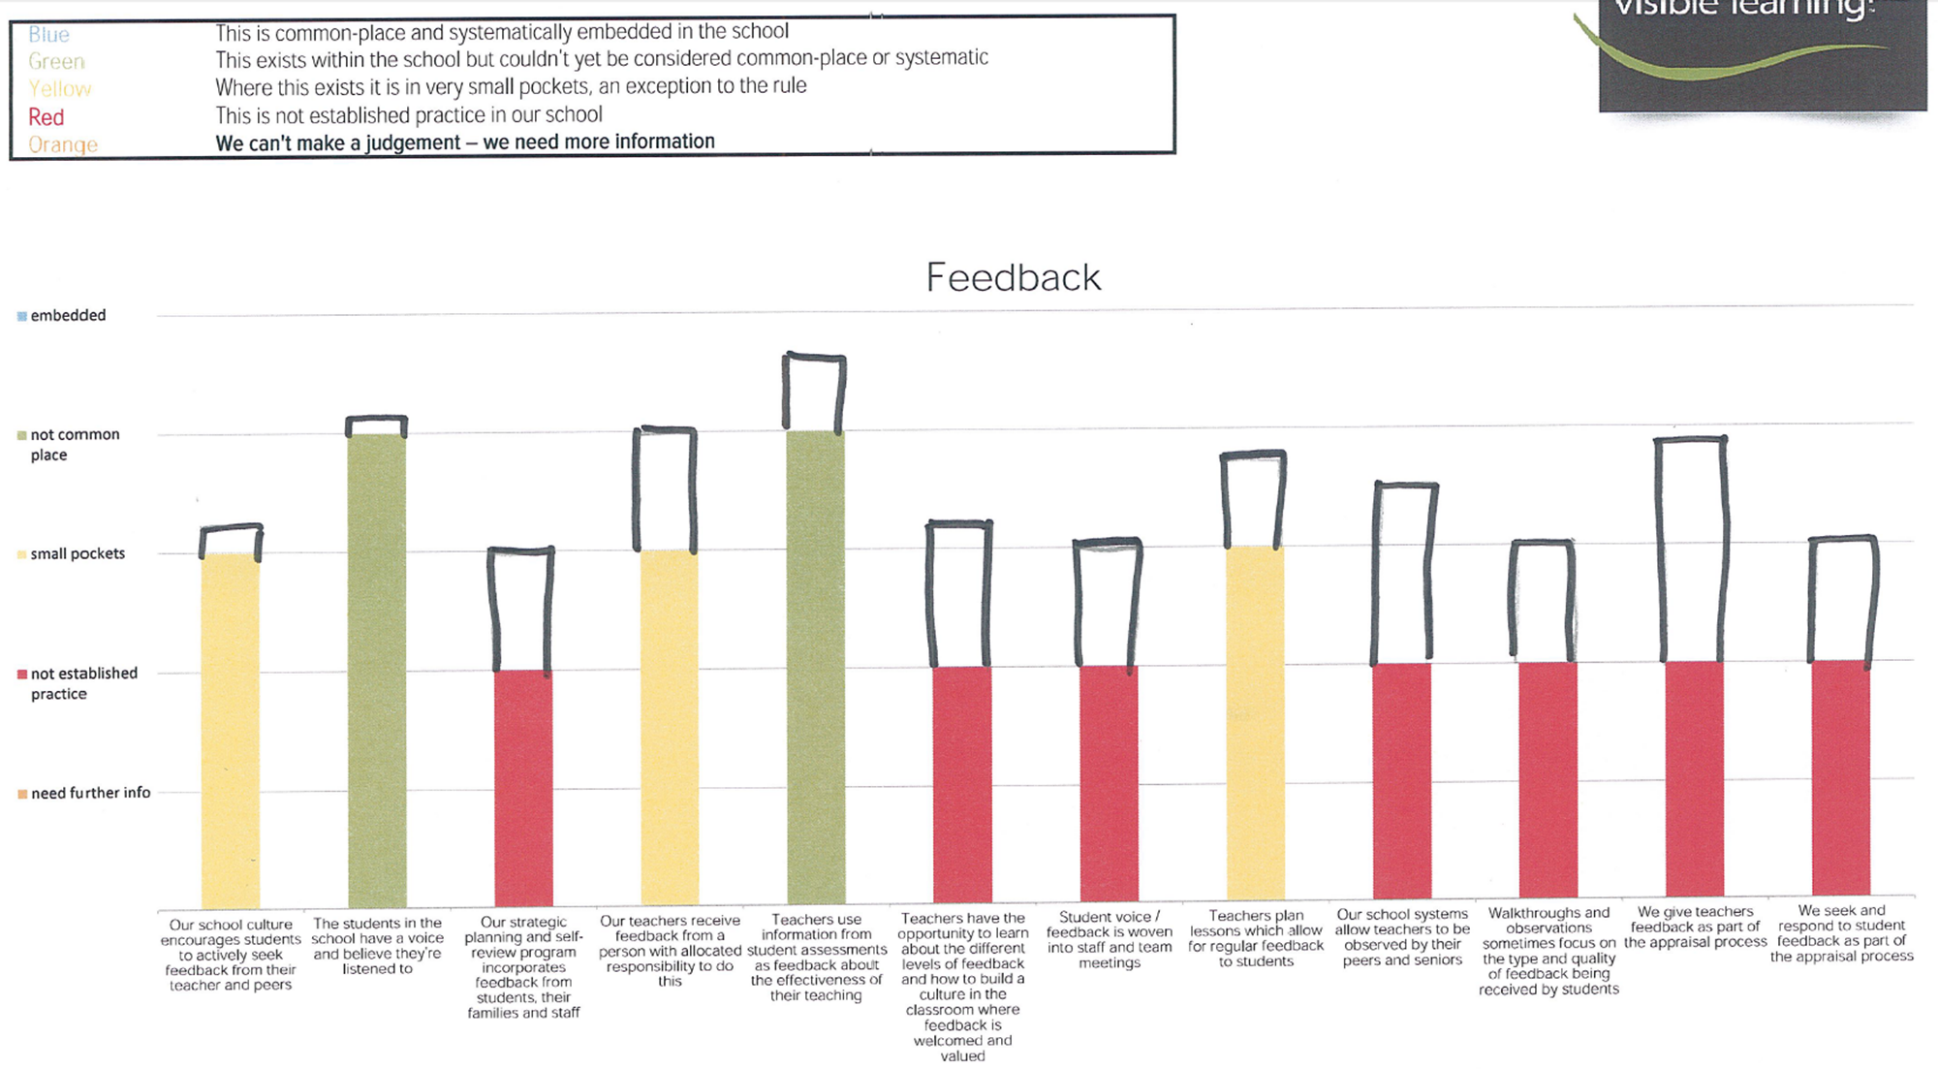 visible learning:
Blue This is common-place and systematically embedded in the school
Green This exists within the school but couldn't yet be considered common-place or systematic
Yellow Where this exists it is in very small pockets, an exception to the rule
Red This is not established practice in our school
Orange We can't make a judgement – we need more information
Feedback
embedded
not common
place
small pockets
not established
practice
need further info
Our school culture
encourages students
to actively seek
feedback from their
teacher and peers
The students in the
school have a voice
and believe they're
listened to
Our strategic
planning and self-
review program
incorporates
feedback from
students, their
families and staff
Our teachers receive
feedback from a
person with allocated
responsibility to do
this
Teachers use
information from
student assessments
as feedback about
the effectiveness of
their teaching
Teachers have the
opportunity to learn
about the different
levels of feedback
and how to build a
culture in the
classroom where
feedback is
welcomed and
valued
Student voice /
feedback is woven
into staff and team
meetings
Teachers plan
lessons which allow
for regular feedback
to students
Our school systems
allow teachers to be
observed by their
peers and seniors
Walkthroughs and
observations
sometimes focus on
the type and quality
of feedback being
received by students
We give teachers
feedback as part of
the appraisal process
We seek and
respond to student
feedback as part of
the appraisal process